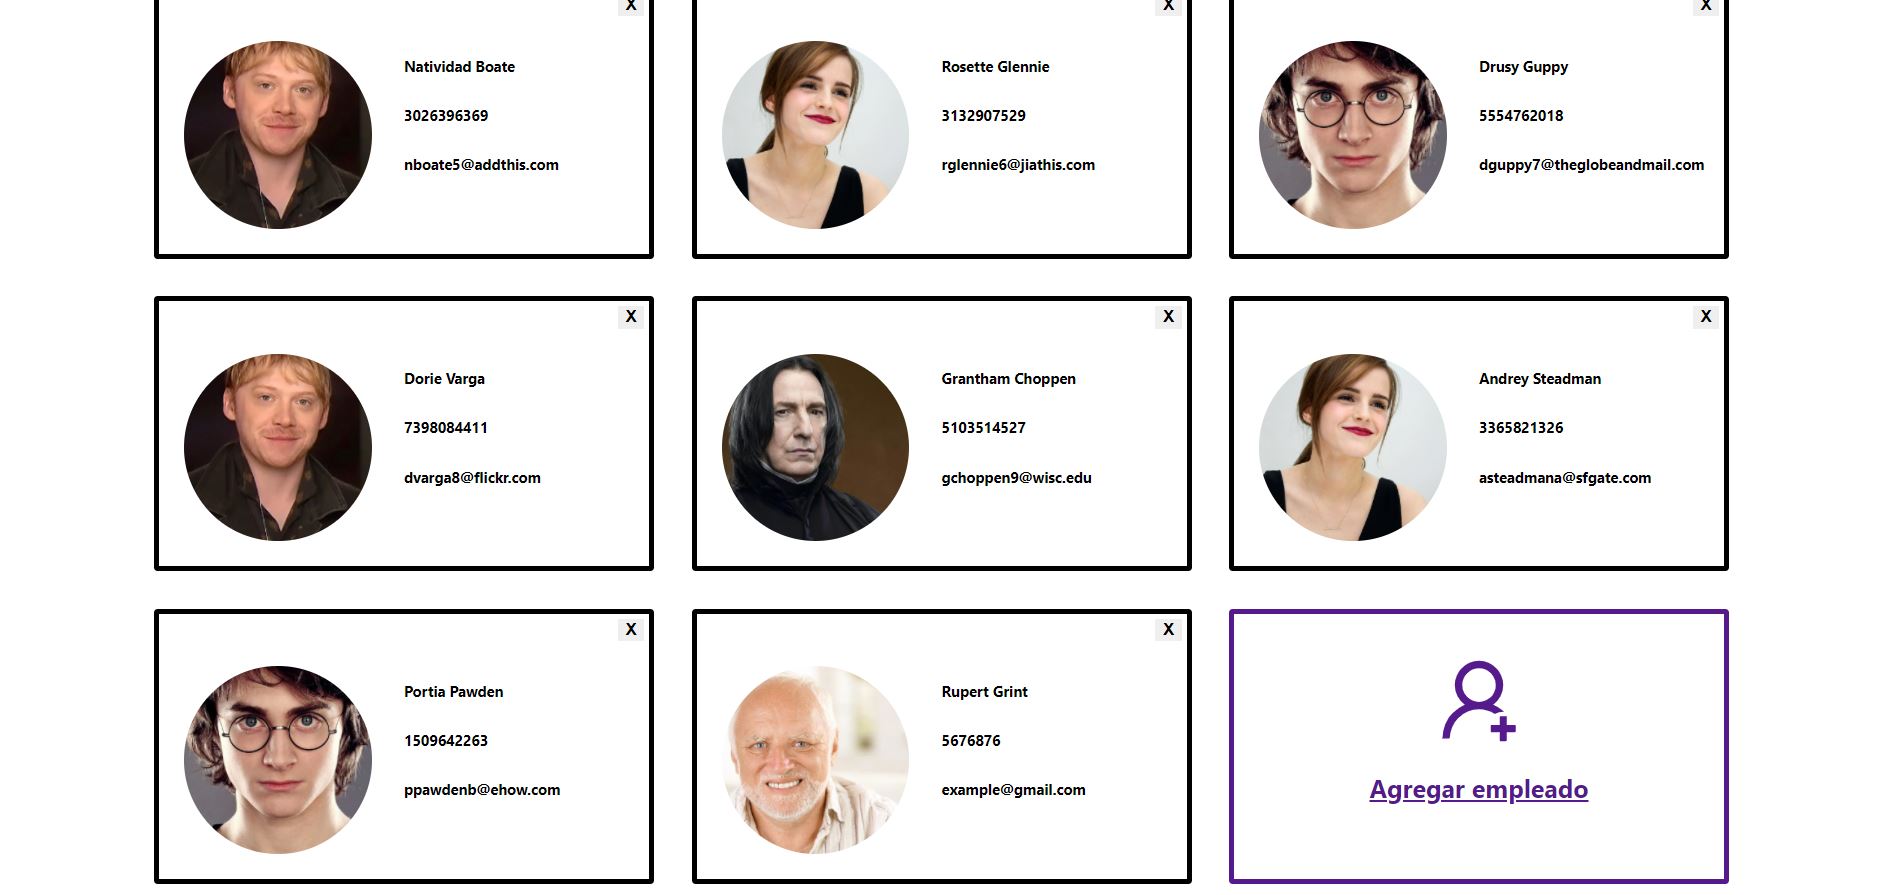 X
X
X
Natividad Boate
3026396369
nboate5@addthis.com
Rosette Glennie
3132907529
rglennie6@jiathis.com
Drusy Guppy
5554762018
dguppy7@theglobeandmail.com
X
X
X
Dorie Varga
7398084411
dvarga8@flickr.com
Grantham Choppen
5103514527
gchoppen9@wisc.edu
Andrey Steadman
3365821326
asteadmana@sfgate.com
X
X
Portia Pawden
1509642263
ppawdenb@ehow.com
Rupert Grint
5676876
example@gmail.com
Agregar empleado